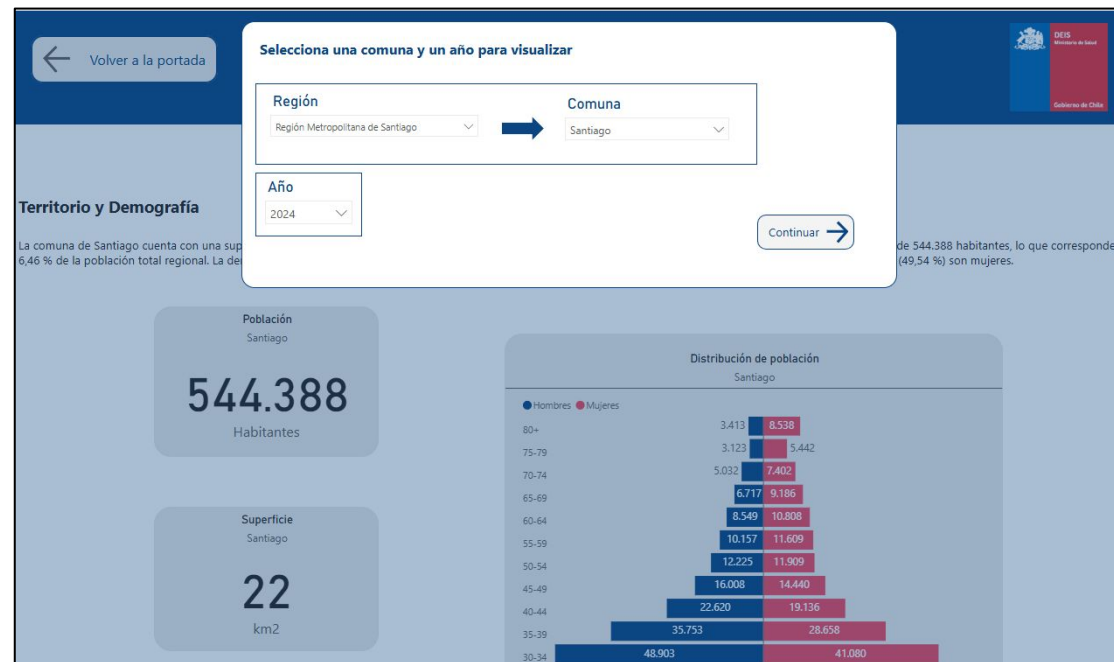 Volver a la portada
Selecciona una comuna y un año para visualizar
Región
Comuna
Región Metropolitana de Santiago
Santiago
Año
2024
Continuar
DEIS
Ministerio de Salud
Gobierno de Chile
Territorio y Demografía
La comuna de Santiago cuenta con una sup
de 544.388 habitantes, lo que corresponde
6,46 % de la población total regional. La de
(49,54 %) son mujeres.
Población
Santiago
544.388
Habitantes
Superficie
Santiago
22
km2
Distribución de población
Santiago
Hombres Mujeres
80+ 3.413 8.538
75-79 3.123 5.442
70-74 5.032 7.402
65-69 6.717 9.186
60-64 8.549 10.808
55-59 10.157 11.609
50-54 12.225 11.909
45-49 16.008 14.440
40-44 22.620 19.136
35-39 35.753 28.658
30-34 48.903 41.080